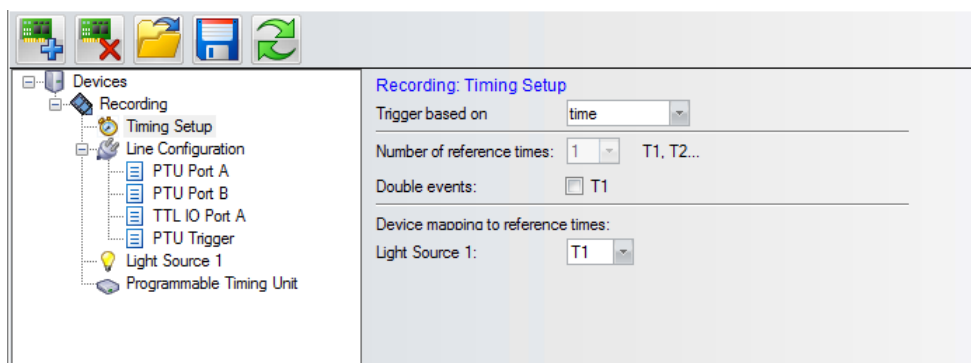 Devices
Recording
Timing Setup
Line Configuration
PTU Port A
PTU Port B
TTL IO Port A
PTU Trigger
Light Source 1
Programmable Timing Unit
Recording: Timing Setup
Trigger based on time
Number of reference times: 1 T1, T2...
Double events: T1
Device mapping to reference times:
Light Source 1: T1